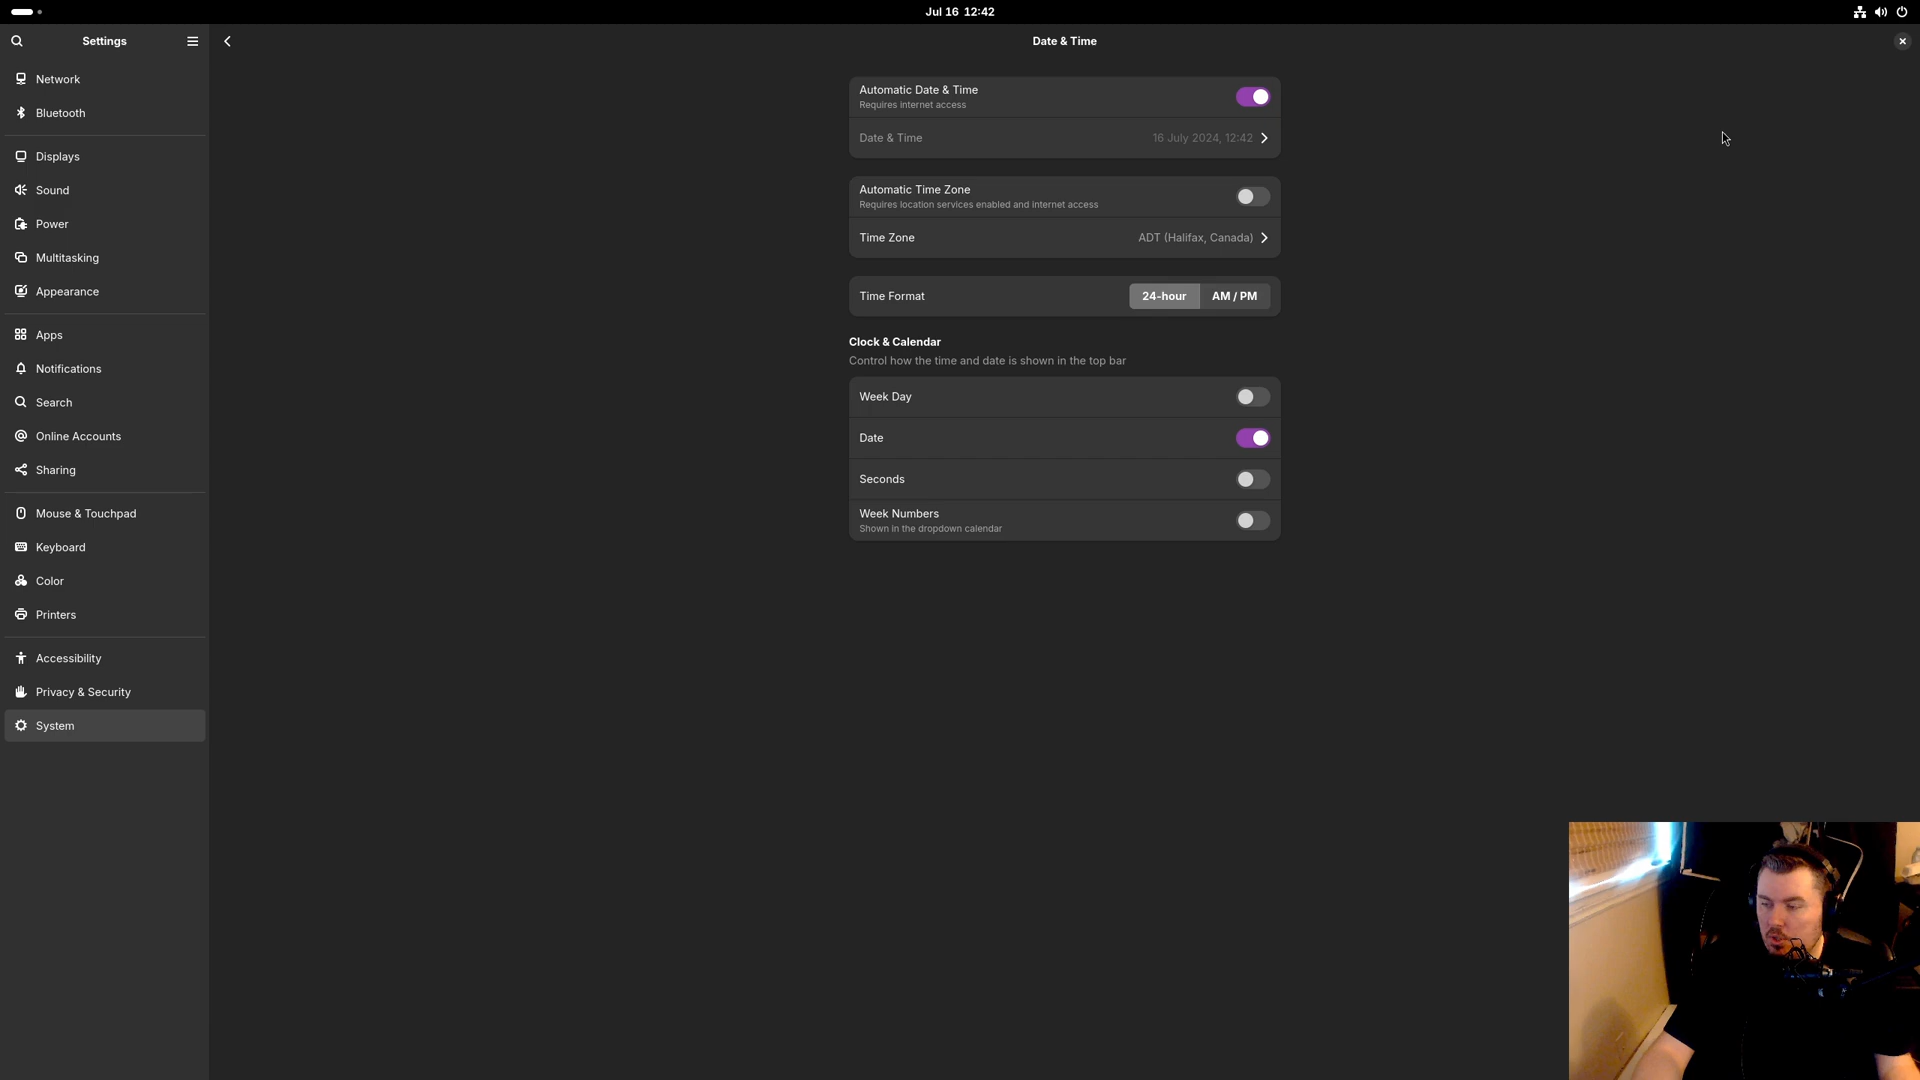 Jul 16 12:42
Settings
Date & Time
Network
Bluetooth
Displays
Sound
Power
Multitasking
Appearance
Apps
Notifications
Search
Online Accounts
Sharing
Mouse & Touchpad
Keyboard
Color
Printers
Accessibility
Privacy & Security
System
Automatic Date & Time
Requires internet access
Date & Time 16 July 2024, 12:42
Automatic Time Zone
Requires location services enabled and internet access
Time Zone ADT (Halifax, Canada)
Time Format 24-hour AM / PM
Clock & Calendar
Control how the time and date is shown in the top bar
Week Day
Date
Seconds
Week Numbers
Shown in the dropdown calendar